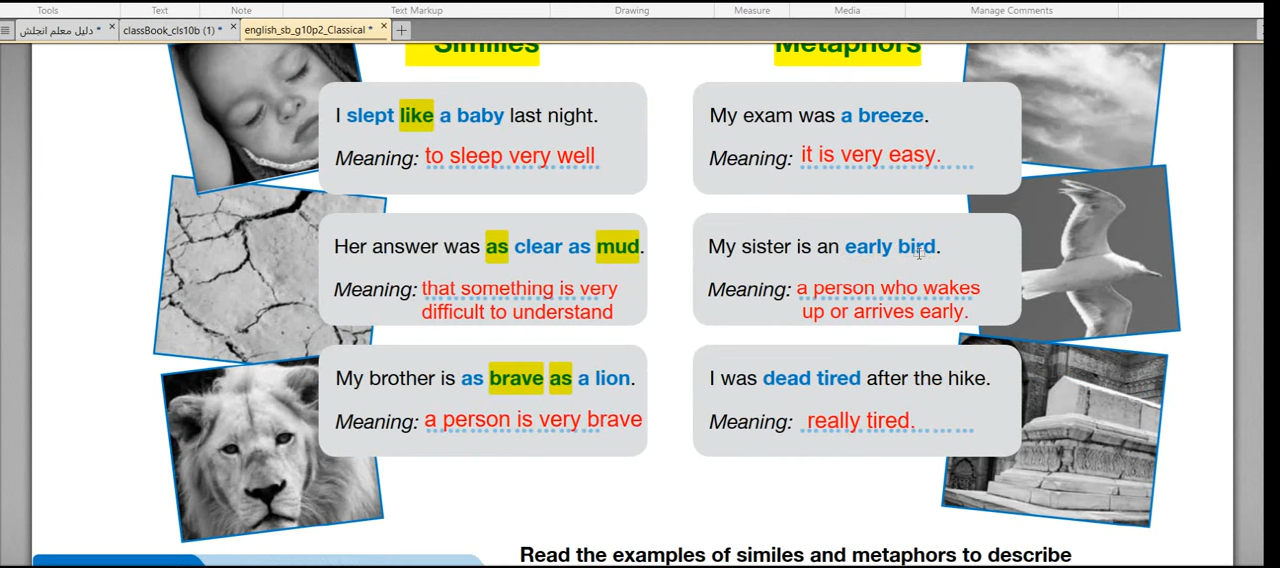 Tools Text Note Text Markup Drawing Measure Media Manage Comments
دليل معلم انجلش * classBook_cls10b (1) * english_sb_g10p2_Classical *
Similes
Metaphors
I slept like a baby last night.
Meaning: to sleep very well
Her answer was as clear as mud.
Meaning: that something is very
difficult to understand
My brother is as brave as a lion.
Meaning: a person is very brave
My exam was a breeze.
Meaning: it is very easy.
My sister is an early bird.
Meaning: a person who wakes
up or arrives early.
I was dead tired after the hike.
Meaning: really tired.
Read the examples of similes and metaphors to describe